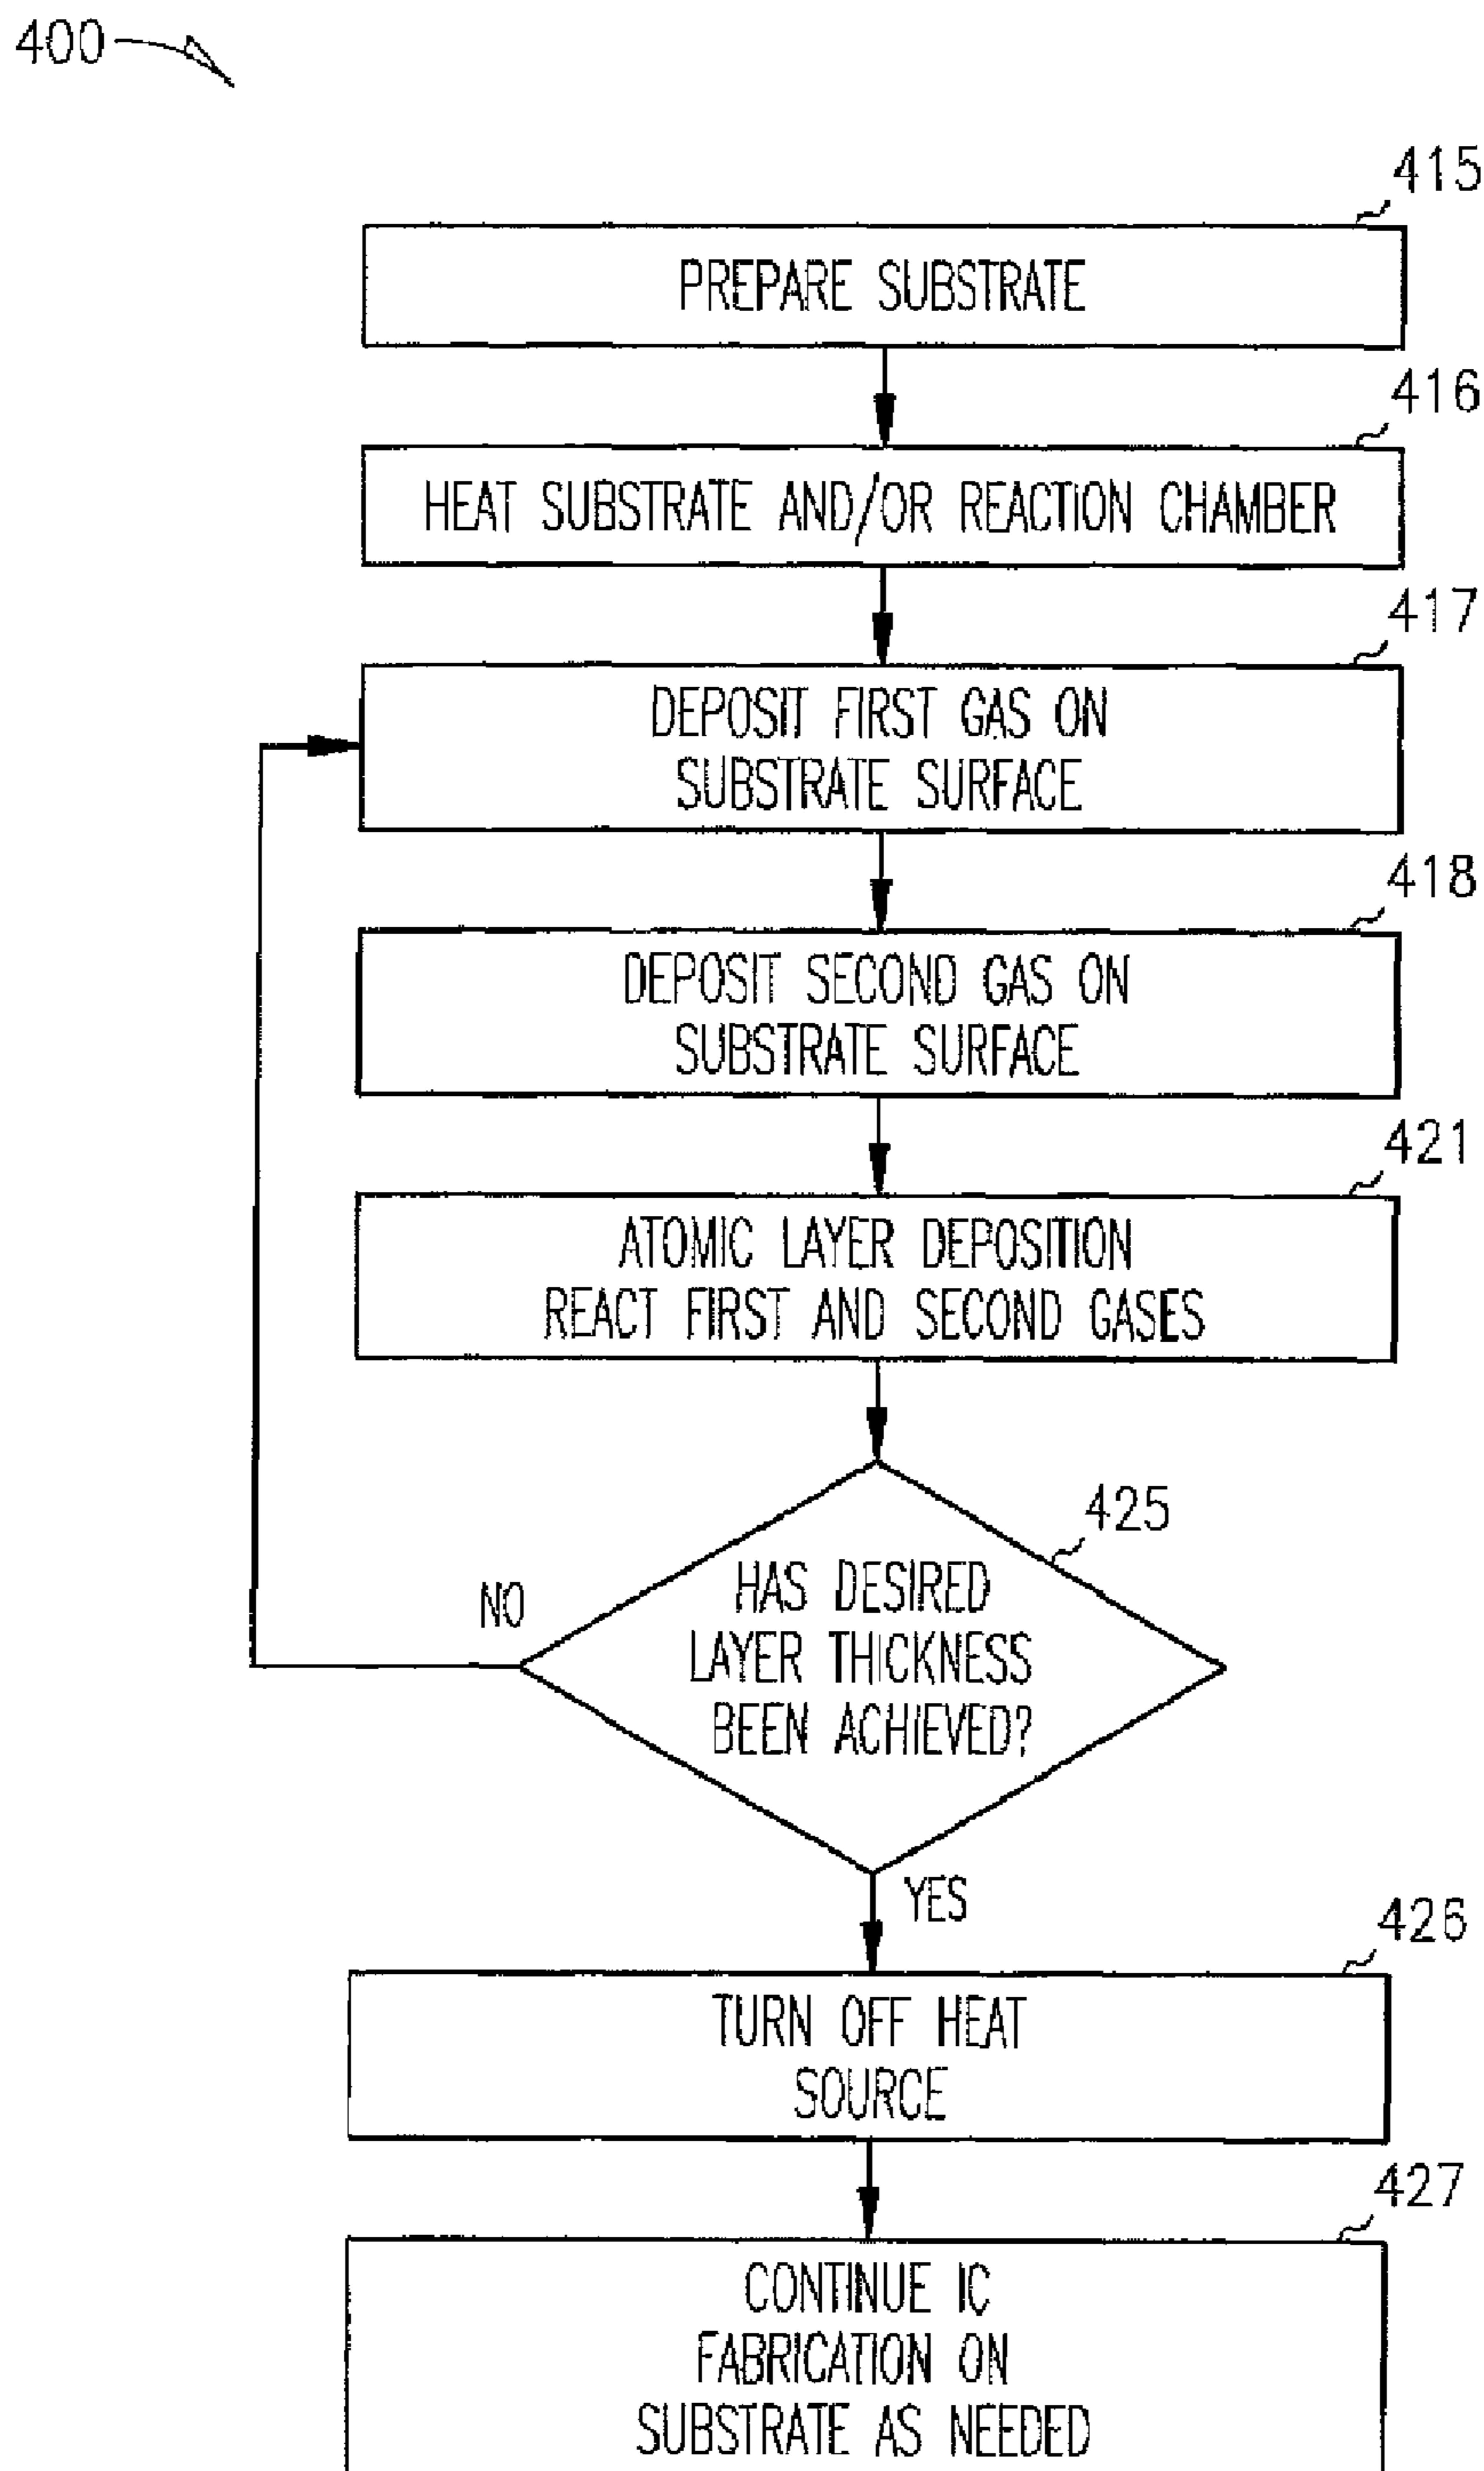 400
415
PREPARE SUBSTRATE
416
HEAT SUBSTRATE AND/OR REACTION CHAMBER
417
DEPOSIT FIRST GAS ON
SUBSTRATE SURFACE
418
DEPOSIT SECOND GAS ON
SUBSTRATE SURFACE
421
ATOMIC LAYER DEPOSITION
REACT FIRST AND SECOND GASES
425
HAS DESIRED
LAYER THICKNESS
BEEN ACHIEVED?
NO
YES
426
TURN OFF HEAT
SOURCE
427
CONTINUE IC
FABRICATION ON
SUBSTRATE AS NEEDED